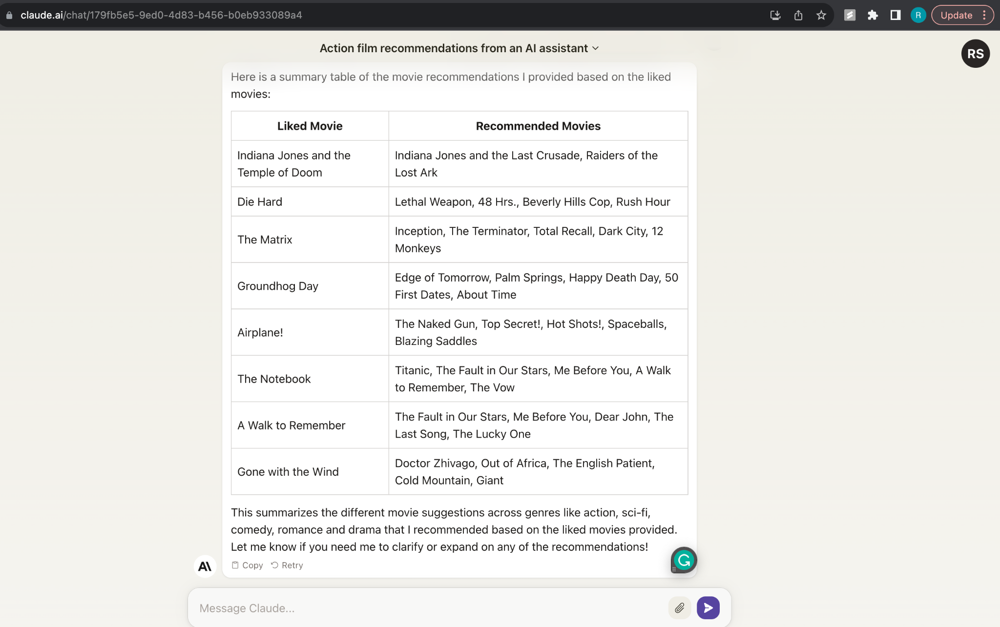 claude.ai/chat/179fb5e5-9ed0-4d83-b456-b0eb933089a4
R
Update
Action film recommendations from an AI assistant
RS
Here is a summary table of the movie recommendations I provided based on the liked
movies:
Liked Movie
Recommended Movies
Indiana Jones and the
Temple of Doom
Indiana Jones and the Last Crusade, Raiders of the
Lost Ark
Die Hard
Lethal Weapon, 48 Hrs., Beverly Hills Cop, Rush Hour
The Matrix
Inception, The Terminator, Total Recall, Dark City, 12
Monkeys
Groundhog Day
Edge of Tomorrow, Palm Springs, Happy Death Day, 50
First Dates, About Time
Airplane!
The Naked Gun, Top Secret!, Hot Shots!, Spaceballs,
Blazing Saddles
The Notebook
Titanic, The Fault in Our Stars, Me Before You, A Walk
to Remember, The Vow
A Walk to Remember
The Fault in Our Stars, Me Before You, Dear John, The
Last Song, The Lucky One
Gone with the Wind
Doctor Zhivago, Out of Africa, The English Patient,
Cold Mountain, Giant
This summarizes the different movie suggestions across genres like action, sci-fi,
comedy, romance and drama that I recommended based on the liked movies provided.
Let me know if you need me to clarify or expand on any of the recommendations!
A\
Copy Retry
G
Message Claude...